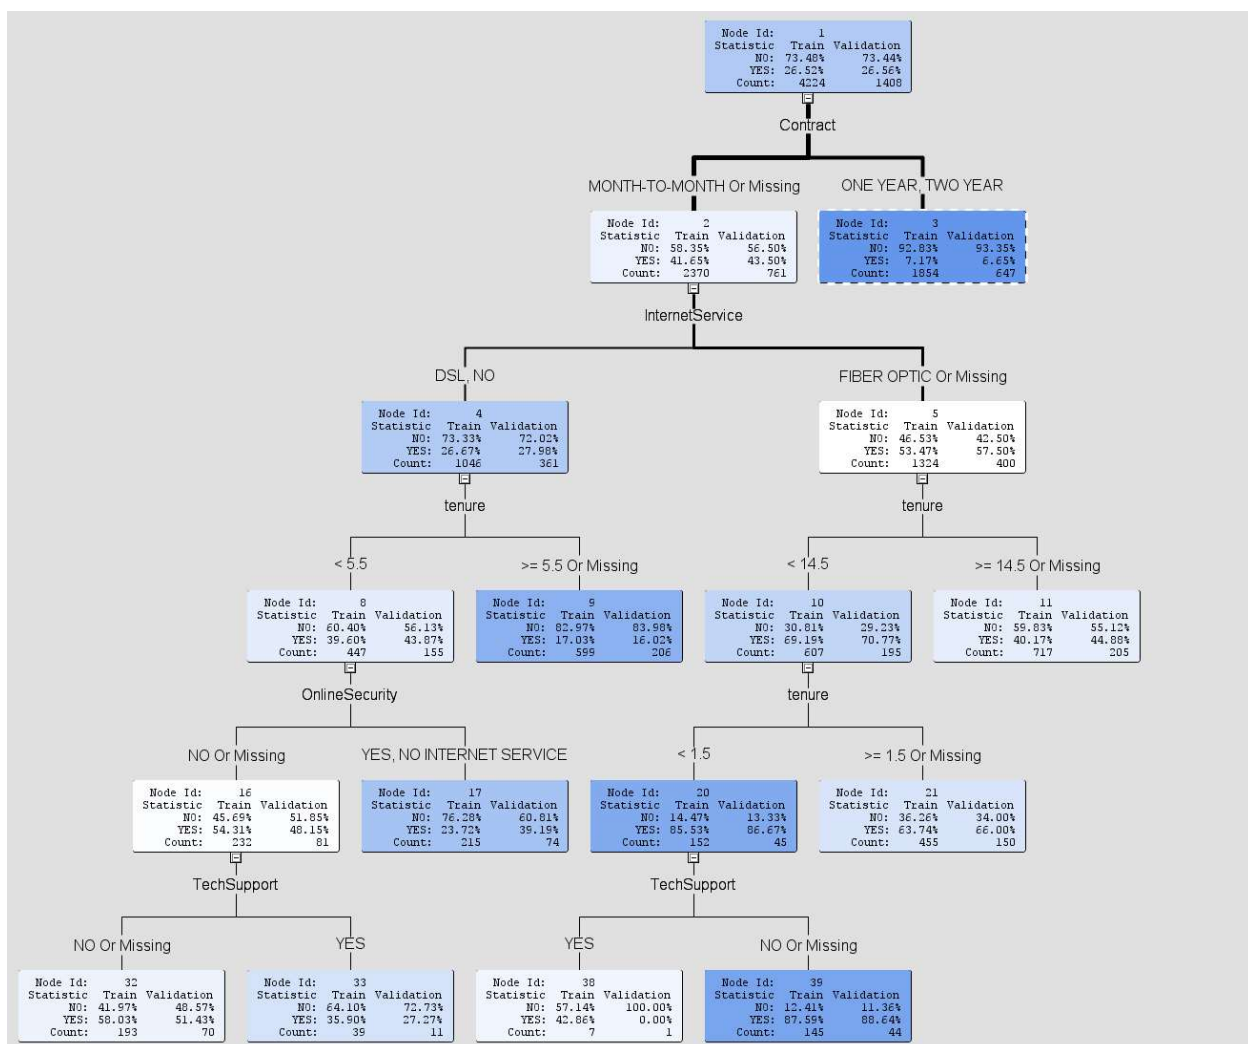 Node Id: 1
Statistic Train Validation
NO: 73.48% 73.44%
YES: 26.52% 26.56%
Count: 4224 1408
Contract
MONTH-TO-MONTH Or Missing
ONE YEAR, TWO YEAR
Node Id: 2
Statistic Train Validation
NO: 58.35% 56.50%
YES: 41.65% 43.50%
Count: 2370 761
Node Id: 3
Statistic Train Validation
NO: 92.83% 93.35%
YES: 7.17% 6.65%
Count: 1854 647
InternetService
DSL, NO
FIBER OPTIC Or Missing
Node Id: 4
Statistic Train Validation
NO: 73.33% 72.02%
YES: 26.67% 27.98%
Count: 1046 361
Node Id: 5
Statistic Train Validation
NO: 46.53% 42.50%
YES: 53.47% 57.50%
Count: 1324 400
tenure
tenure
< 5.5
>= 5.5 Or Missing
< 14.5
>= 14.5 Or Missing
Node Id: 8
Statistic Train Validation
NO: 60.40% 56.13%
YES: 39.60% 43.87%
Count: 447 155
Node Id: 9
Statistic Train Validation
NO: 82.97% 83.98%
YES: 17.03% 16.02%
Count: 599 206
Node Id: 10
Statistic Train Validation
NO: 30.81% 29.23%
YES: 69.19% 70.77%
Count: 607 195
Node Id: 11
Statistic Train Validation
NO: 59.83% 55.12%
YES: 40.17% 44.88%
Count: 717 205
OnlineSecurity
tenure
NO Or Missing
YES, NO INTERNET SERVICE
< 1.5
>= 1.5 Or Missing
Node Id: 16
Statistic Train Validation
NO: 45.69% 51.85%
YES: 54.31% 48.15%
Count: 232 81
Node Id: 17
Statistic Train Validation
NO: 76.28% 60.81%
YES: 23.72% 39.19%
Count: 215 74
Node Id: 20
Statistic Train Validation
NO: 14.47% 13.33%
YES: 85.53% 86.67%
Count: 152 45
Node Id: 21
Statistic Train Validation
NO: 36.26% 34.00%
YES: 63.74% 66.00%
Count: 455 150
TechSupport
TechSupport
NO Or Missing
YES
YES
NO Or Missing
Node Id: 32
Statistic Train Validation
NO: 41.97% 48.57%
YES: 58.03% 51.43%
Count: 193 70
Node Id: 33
Statistic Train Validation
NO: 64.10% 72.73%
YES: 35.90% 27.27%
Count: 39 11
Node Id: 38
Statistic Train Validation
NO: 57.14% 100.00%
YES: 42.86% 0.00%
Count: 7 1
Node Id: 39
Statistic Train Validation
NO: 12.41% 11.36%
YES: 87.59% 88.64%
Count: 145 44